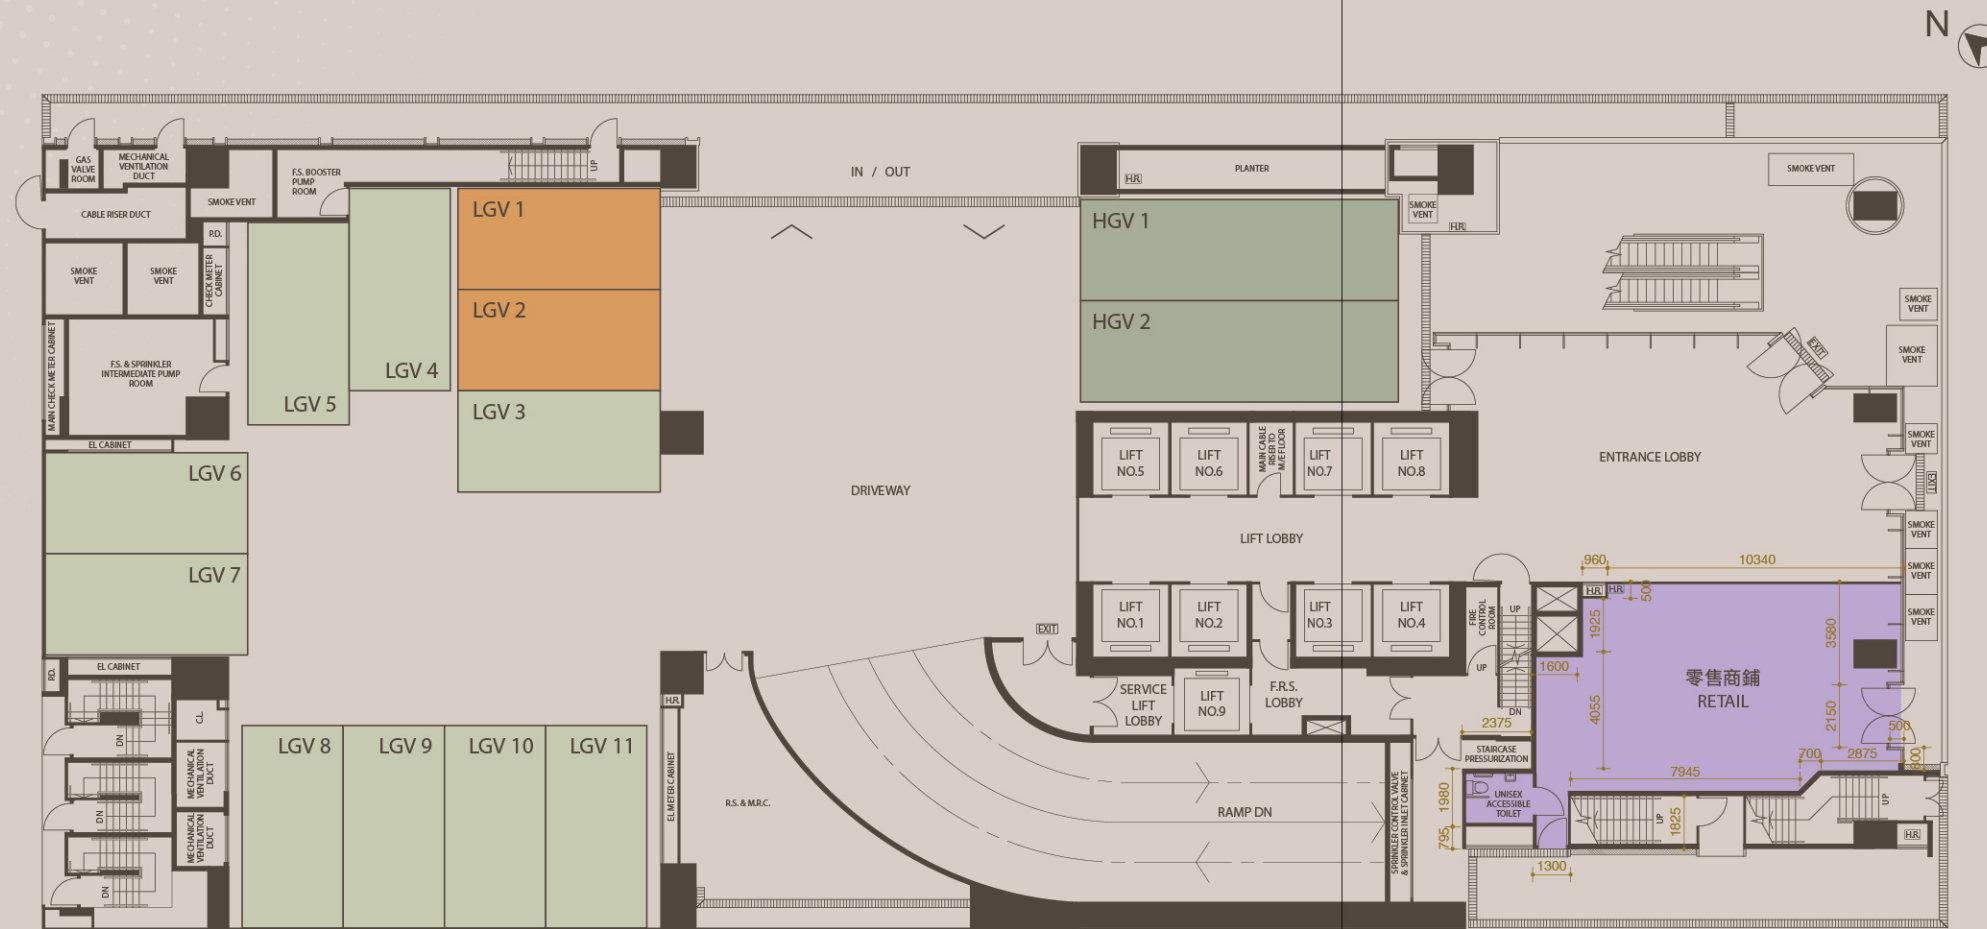 N
GAS
VALVE
ROOM
MECHANICAL
VENTILATION
DUCT
F.S. BOOSTER
PUMP
ROOM
UP
IN / OUT
H.R.
PLANTER
SMOKE VENT
CABLE RISER DUCT
SMOKE VENT
SMOKE
VENT
H.R.
P.D.
CHECK METER
CABINET
SMOKE
VENT
SMOKE
VENT
LGV 1
LGV 2
LGV 3
LGV 4
LGV 5
HGV 1
HGV 2
SMOKE
VENT
SMOKE
VENT
EXIT
MAIN CHECK METER CABINET
F.S. & SPRINKLER
INTERMEDIATE PUMP
ROOM
EL CABINET
LGV 6
LGV 7
DRIVEWAY
LIFT
NO.5
LIFT
NO.6
MAIN CABLE
RISER TO
M/E FLOOR
LIFT
NO.7
LIFT
NO.8
ENTRANCE LOBBY
SMOKE
VENT
EXIT
SMOKE
VENT
SMOKE
VENT
SMOKE
VENT
LIFT LOBBY
960
10340
H.R.
H.R.
500
1925
3580
LIFT
NO.1
LIFT
NO.2
LIFT
NO.3
LIFT
NO.4
FIRE
CONTROL
ROOM
UP
UP
DN
EXIT
1600
4055
零售商鋪
RETAIL
2150
500
P.D.
EL CABINET
C.L.
DN
MECHANICAL
VENTILATION
DUCT
DN
MECHANICAL
VENTILATION
DUCT
DN
LGV 8
LGV 9
LGV 10
LGV 11
H.R.
EL METER CABINET
R.S. & M.R.C.
SERVICE
LIFT
LOBBY
LIFT
NO.9
F.R.S.
LOBBY
2375
STAIRCASE
PRESSURIZATION
700
2875
800
7945
RAMP DN
SPRINKLER CONTROL VALVE
& SPRINKLER INLET CABINET
1980
UNISEX
ACCESSIBLE
TOILET
795
UP
1825
UP
H.R.
1300